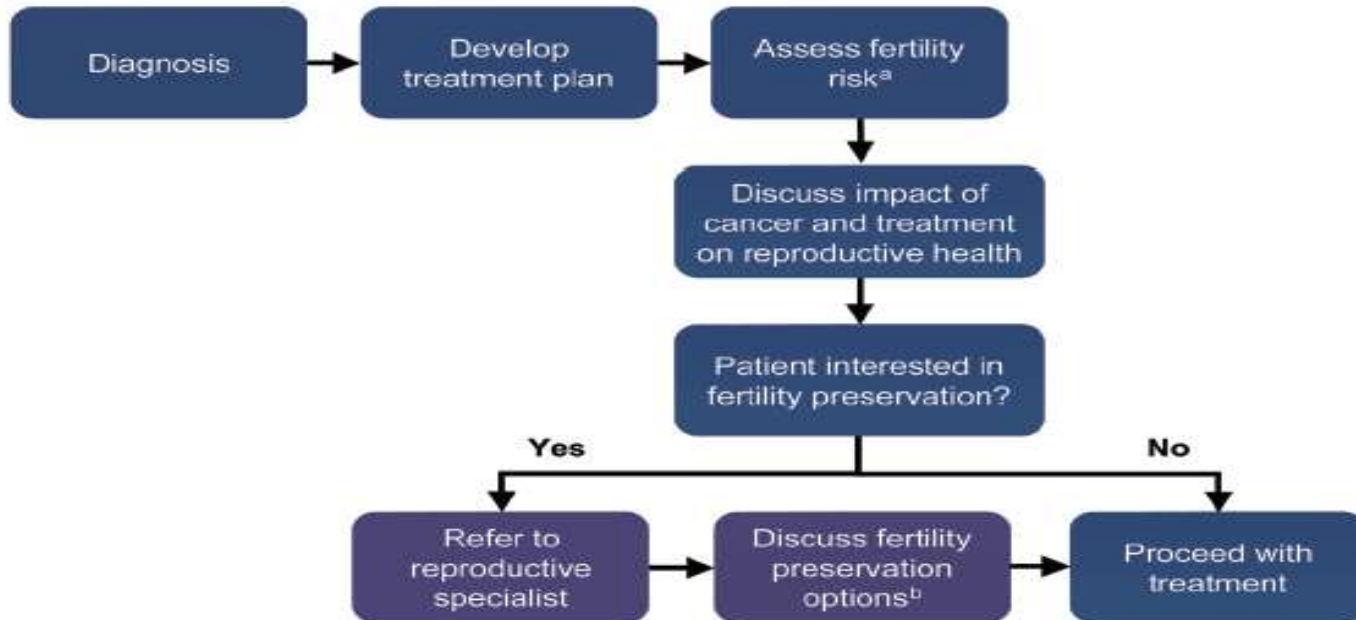 Diagnosis
Develop
treatment plan
Assess fertility
riskᵃ
Discuss impact of
cancer and treatment
on reproductive health
Patient interested in
fertility preservation?
Yes
No
Refer to
reproductive
specialist
Discuss fertility
preservation
optionsᵇ
Proceed with
treatment